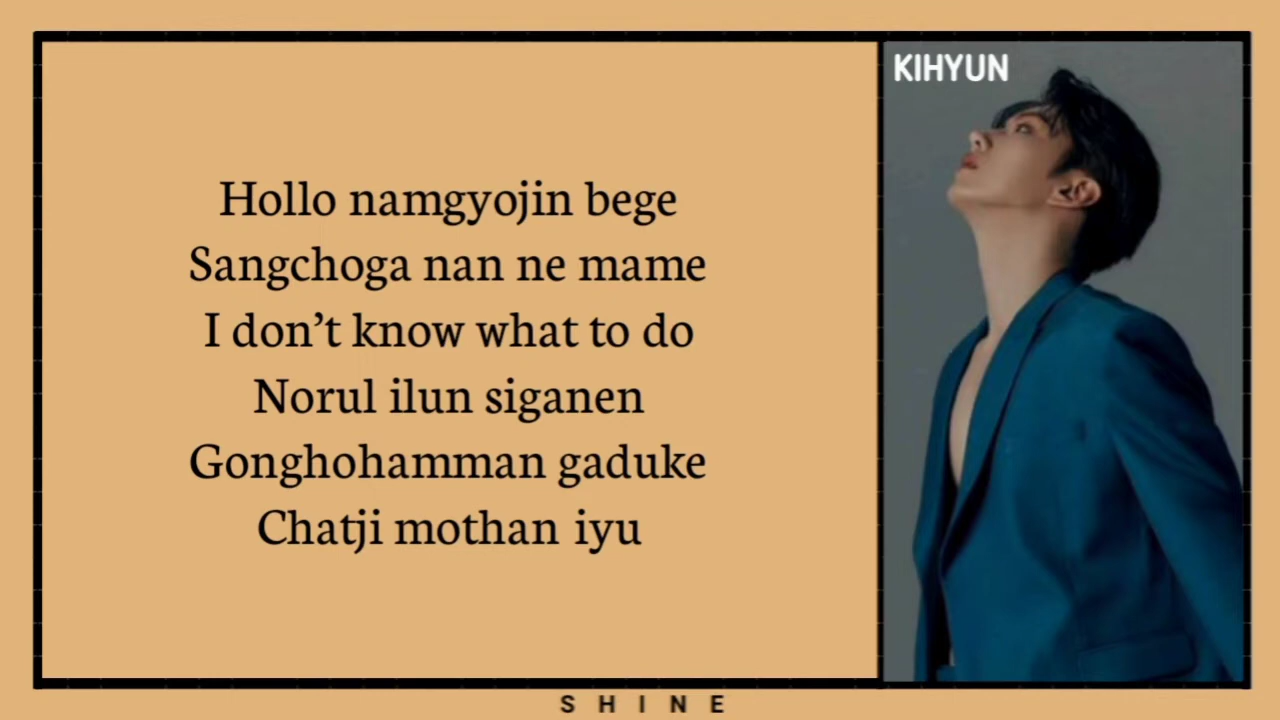 KIHYUN
Hollo namgyojin bege
Sangchoga nan ne mame
I don’t know what to do
Norul ilun siganen
Gonghohamman gaduke
Chatji mothan iyu
SHINE